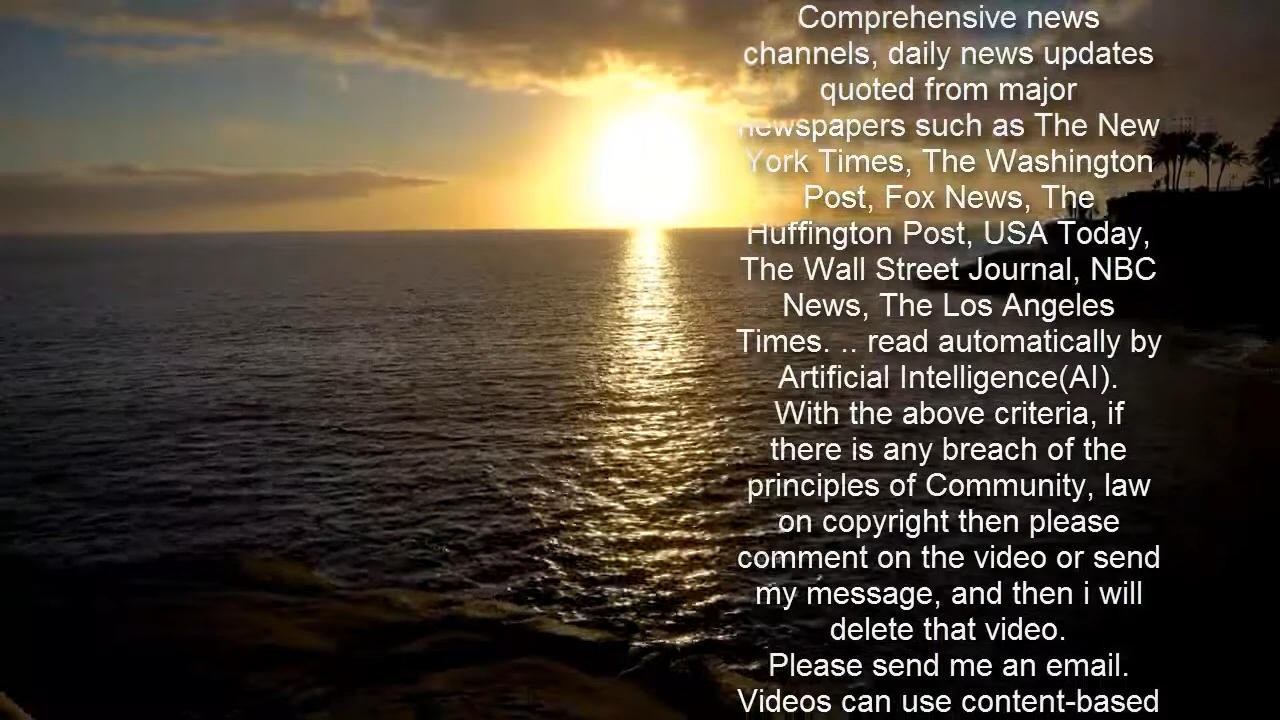 Comprehensive news
channels, daily news updates
quoted from major
newspapers such as The New
York Times, The Washington
Post, Fox News, The
Huffington Post, USA Today,
The Wall Street Journal, NBC
News, The Los Angeles
Times. .. read automatically by
Artificial Intelligence(AI).
With the above criteria, if
there is any breach of the
principles of Community, law
on copyright then please
comment on the video or send
my message, and then i will
delete that video.
Please send me an email.
Videos can use content-based